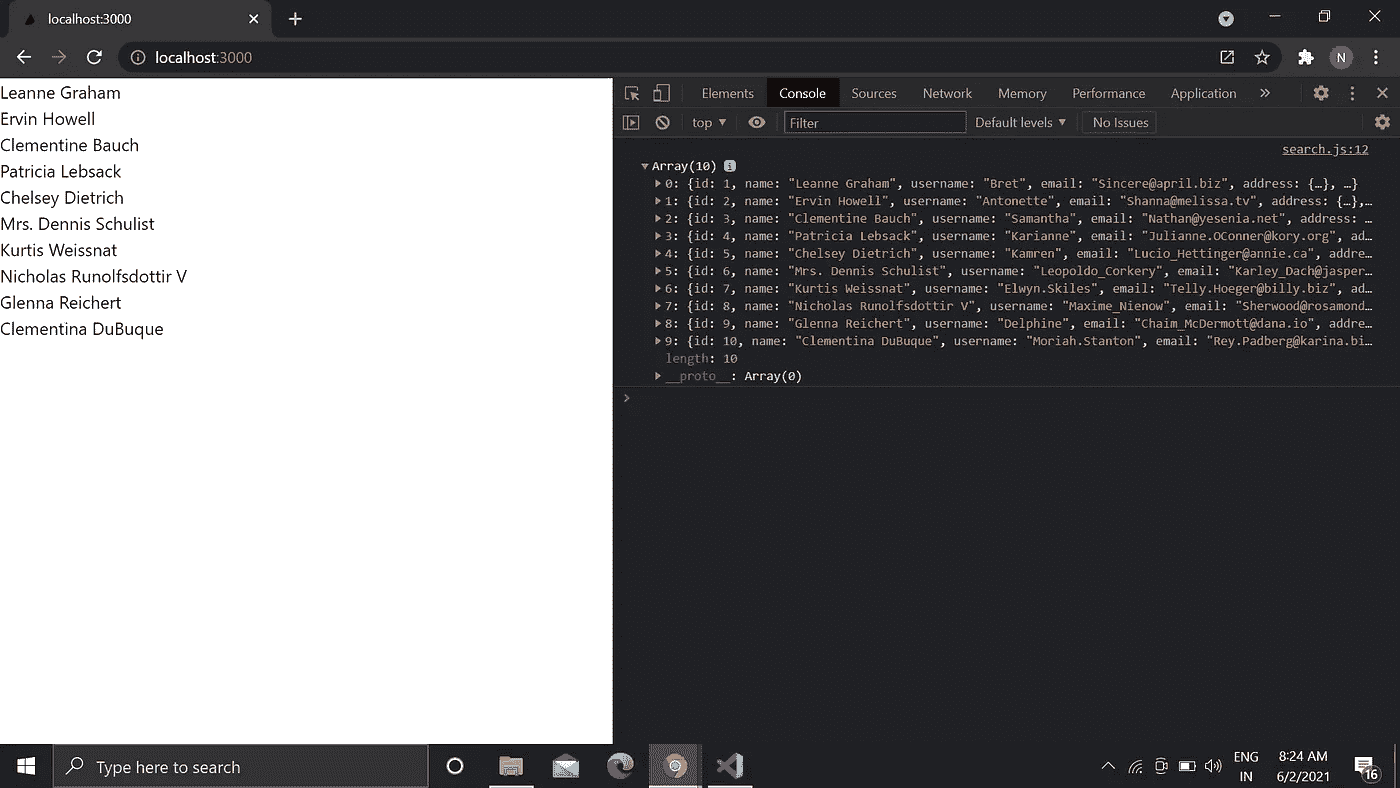 localhost:3000
localhost:3000
N
Leanne Graham
Ervin Howell
Clementine Bauch
Patricia Lebsack
Chelsey Dietrich
Mrs. Dennis Schulist
Kurtis Weissnat
Nicholas Runolfsdottir V
Glenna Reichert
Clementina DuBuque
Elements Console Sources Network Memory Performance Application »
top ▼ Filter Default levels ▼ No Issues
search.js:12
▼Array(10) i
▶0: {id: 1, name: "Leanne Graham", username: "Bret", email: "Sincere@april.biz", address: {…}, …}
▶1: {id: 2, name: "Ervin Howell", username: "Antonette", email: "Shanna@melissa.tv", address: {…},…
▶2: {id: 3, name: "Clementine Bauch", username: "Samantha", email: "Nathan@yesenia.net", address: …
▶3: {id: 4, name: "Patricia Lebsack", username: "Karianne", email: "Julianne.OConner@kory.org", ad…
▶4: {id: 5, name: "Chelsey Dietrich", username: "Kamren", email: "Lucio_Hettinger@annie.ca", addre…
▶5: {id: 6, name: "Mrs. Dennis Schulist", username: "Leopoldo_Corkery", email: "Karley_Dach@jasper…
▶6: {id: 7, name: "Kurtis Weissnat", username: "Elwyn.Skiles", email: "Telly.Hoeger@billy.biz", ad…
▶7: {id: 8, name: "Nicholas Runolfsdottir V", username: "Maxime_Nienow", email: "Sherwood@rosamond…
▶8: {id: 9, name: "Glenna Reichert", username: "Delphine", email: "Chaim_McDermott@dana.io", addre…
▶9: {id: 10, name: "Clementina DuBuque", username: "Moriah.Stanton", email: "Rey.Padberg@karina.bi…
length: 10
▶__proto__: Array(0)
>
Type here to search
ENG
IN
8:24 AM
6/2/2021
16